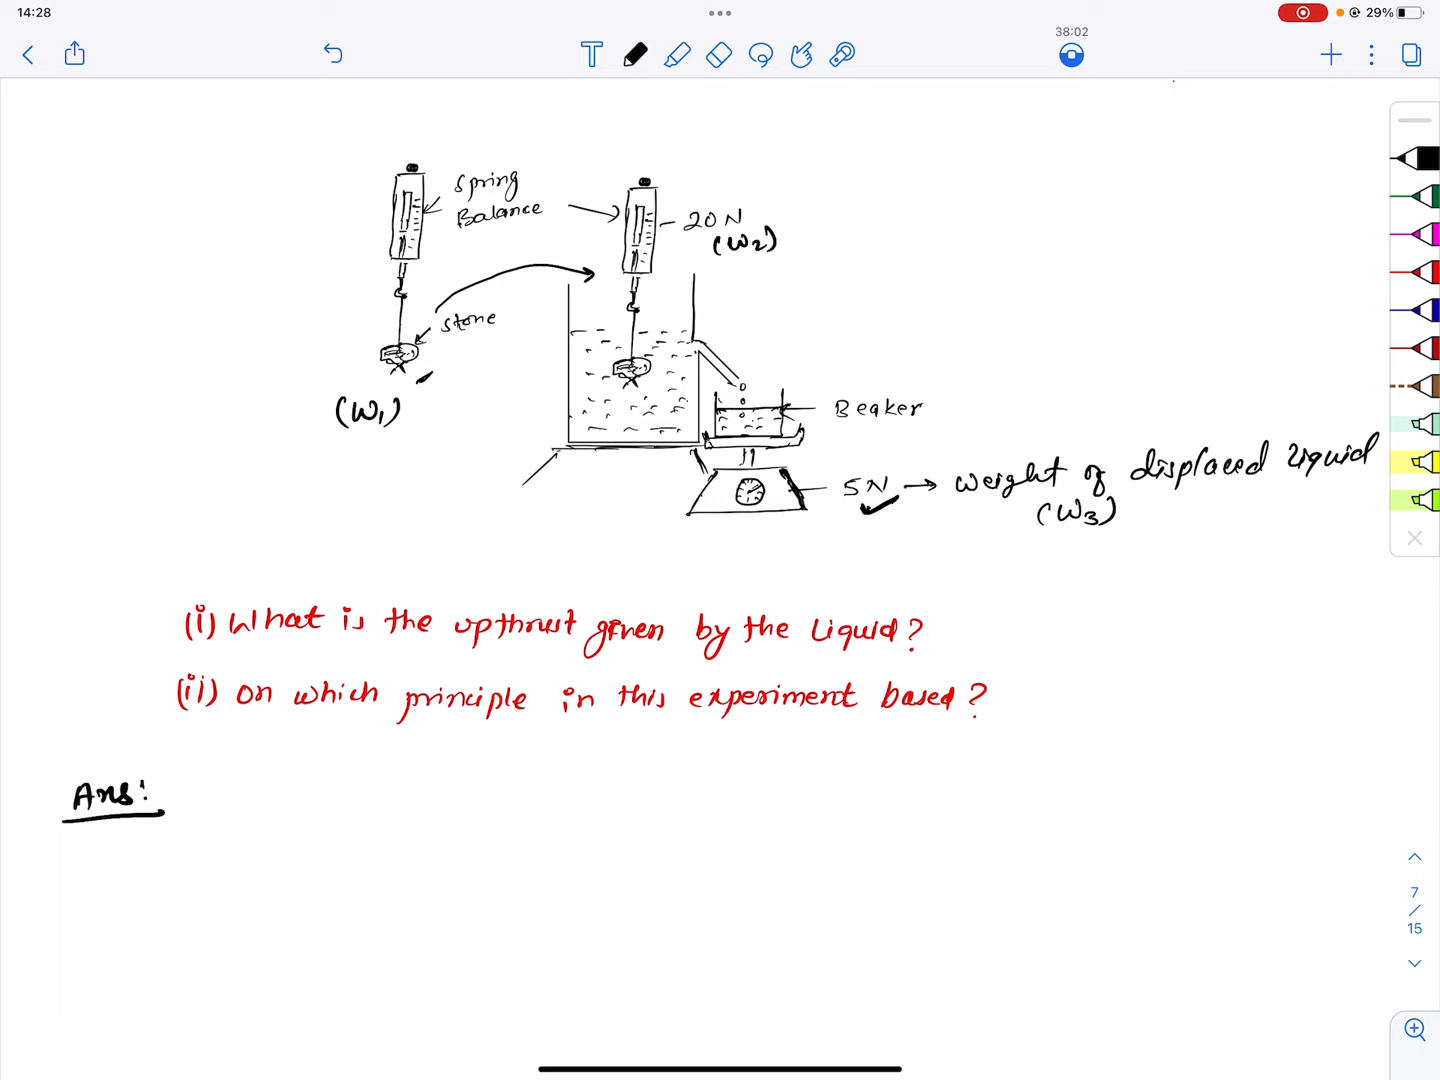 14:28
29%
38:02
Spring
Balance
20 N
(W2)
Stone
(W1)
Beaker
5N → weight of displaced liquid
(W3)
(i) What is the upthrust given by the Liquid?
(ii) On which principle in this experiment based?
Ans:
7
/
15